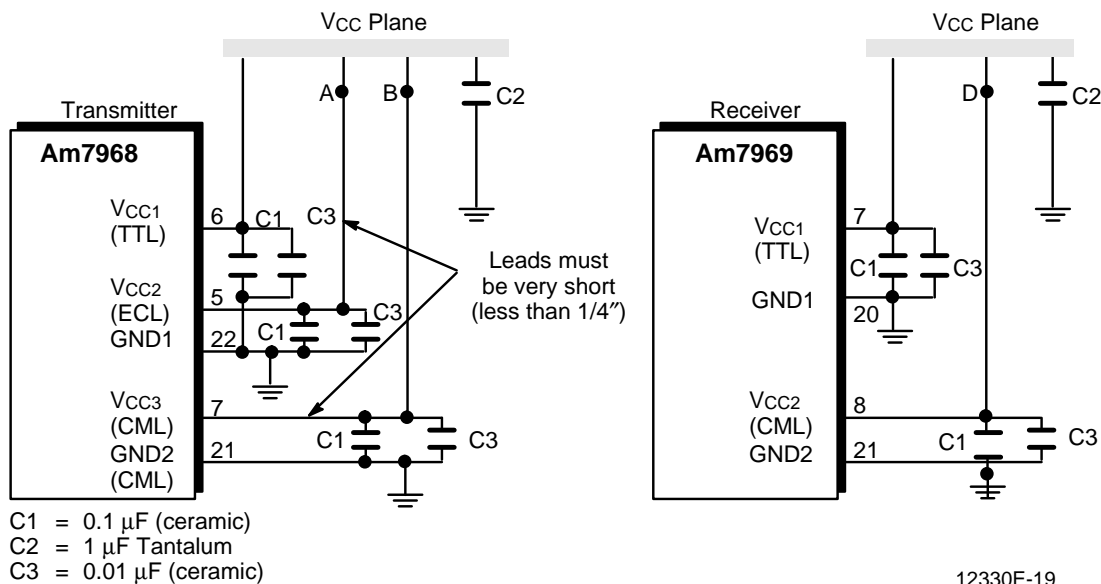 VCC Plane
A
B
C2
Transmitter
Am7968
VCC1
(TTL)
6
C1
C3
VCC2
(ECL)
5
GND1
22
C1
C3
VCC3
(CML)
7
GND2
(CML)
21
C1
C3
Leads must
be very short
(less than 1/4″)
VCC Plane
D
C2
Receiver
Am7969
VCC1
(TTL)
7
C1
C3
GND1
20
VCC2
(CML)
8
GND2
21
C1
C3
C1 = 0.1 µF (ceramic)
C2 = 1 µF Tantalum
C3 = 0.01 µF (ceramic)
12330E-19